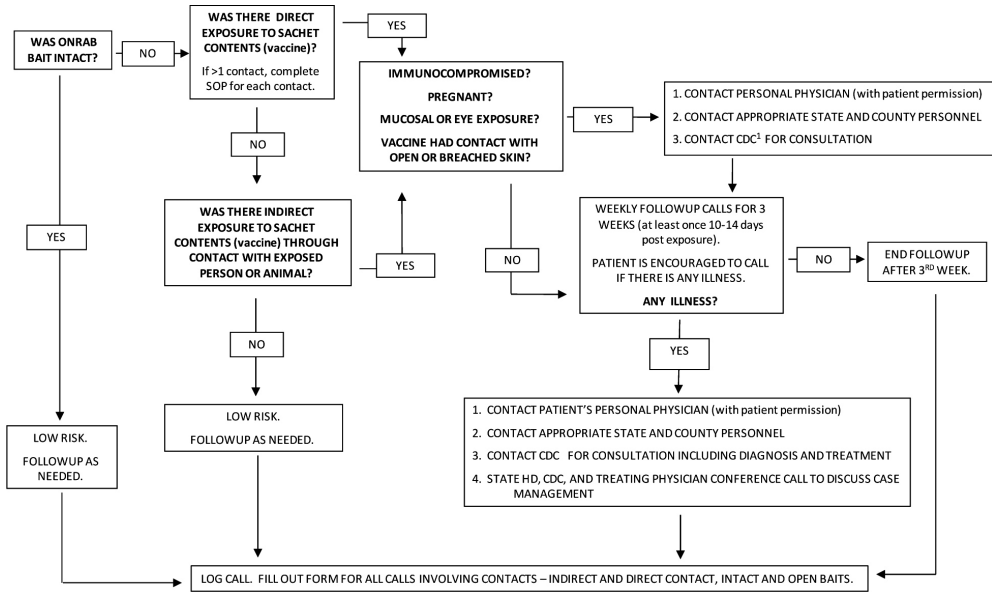 WAS ONRAB
BAIT INTACT?
NO
WAS THERE DIRECT
EXPOSURE TO SACHET
CONTENTS (vaccine)?
If >1 contact, complete
SOP for each contact.
YES
IMMUNOCOMPROMISED?
PREGNANT?
MUCOSAL OR EYE EXPOSURE?
VACCINE HAD CONTACT WITH
OPEN OR BREACHED SKIN?
YES
1. CONTACT PERSONAL PHYSICIAN (with patient permission)
2. CONTACT APPROPRIATE STATE AND COUNTY PERSONNEL
3. CONTACT CDC1 FOR CONSULTATION
NO
WAS THERE INDIRECT
EXPOSURE TO SACHET
CONTENTS (vaccine) THROUGH
CONTACT WITH EXPOSED
PERSON OR ANIMAL?
YES
YES
NO
WEEKLY FOLLOWUP CALLS FOR 3
WEEKS (at least once 10-14 days
post exposure).
PATIENT IS ENCOURAGED TO CALL
IF THERE IS ANY ILLNESS.
ANY ILLNESS?
NO
END FOLLOWUP
AFTER 3RD WEEK.
NO
YES
LOW RISK.
FOLLOWUP AS
NEEDED.
LOW RISK.
FOLLOWUP AS NEEDED.
1. CONTACT PATIENT'S PERSONAL PHYSICIAN (with patient permission)
2. CONTACT APPROPRIATE STATE AND COUNTY PERSONNEL
3. CONTACT CDC FOR CONSULTATION INCLUDING DIAGNOSIS AND TREATMENT
4. STATE HD, CDC, AND TREATING PHYSICIAN CONFERENCE CALL TO DISCUSS CASE
MANAGEMENT
LOG CALL. FILL OUT FORM FOR ALL CALLS INVOLVING CONTACTS – INDIRECT AND DIRECT CONTACT, INTACT AND OPEN BAITS.